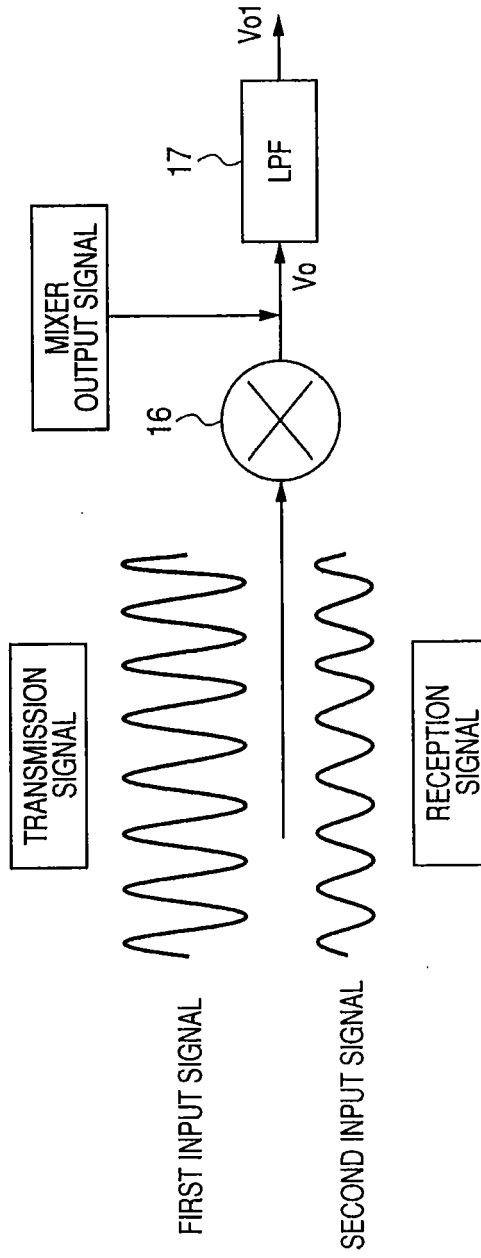 FIRST INPUT SIGNAL
TRANSMISSION
SIGNAL
SECOND INPUT SIGNAL
RECEPTION
SIGNAL
16
MIXER
OUTPUT SIGNAL
Vo
17
LPF
Vo1